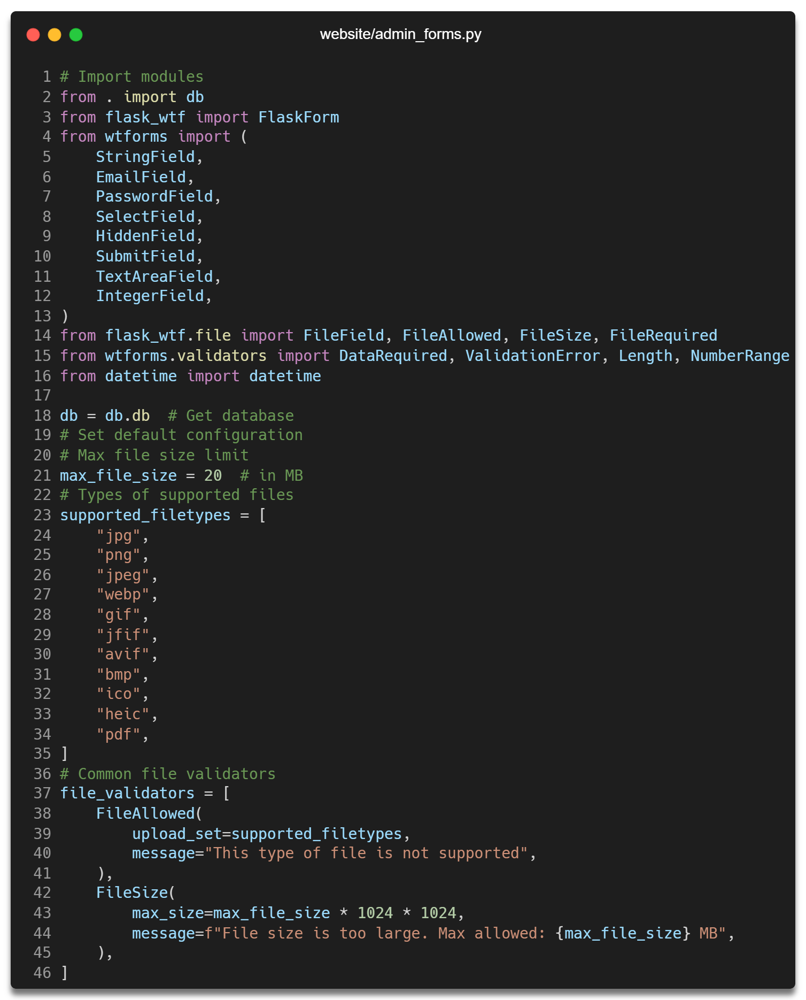 website/admin_forms.py
1 # Import modules
2 from . import db
3 from flask_wtf import FlaskForm
4 from wtforms import (
5     StringField,
6     EmailField,
7     PasswordField,
8     SelectField,
9     HiddenField,
10     SubmitField,
11     TextAreaField,
12     IntegerField,
13 )
14 from flask_wtf.file import FileField, FileAllowed, FileSize, FileRequired
15 from wtforms.validators import DataRequired, ValidationError, Length, NumberRange
16 from datetime import datetime
17
18 db = db.db  # Get database
19 # Set default configuration
20 # Max file size limit
21 max_file_size = 20  # in MB
22 # Types of supported files
23 supported_filetypes = [
24     "jpg",
25     "png",
26     "jpeg",
27     "webp",
28     "gif",
29     "jfif",
30     "avif",
31     "bmp",
32     "ico",
33     "heic",
34     "pdf",
35 ]
36 # Common file validators
37 file_validators = [
38     FileAllowed(
39         upload_set=supported_filetypes,
40         message="This type of file is not supported",
41     ),
42     FileSize(
43         max_size=max_file_size * 1024 * 1024,
44         message=f"File size is too large. Max allowed: {max_file_size} MB",
45     ),
46 ]